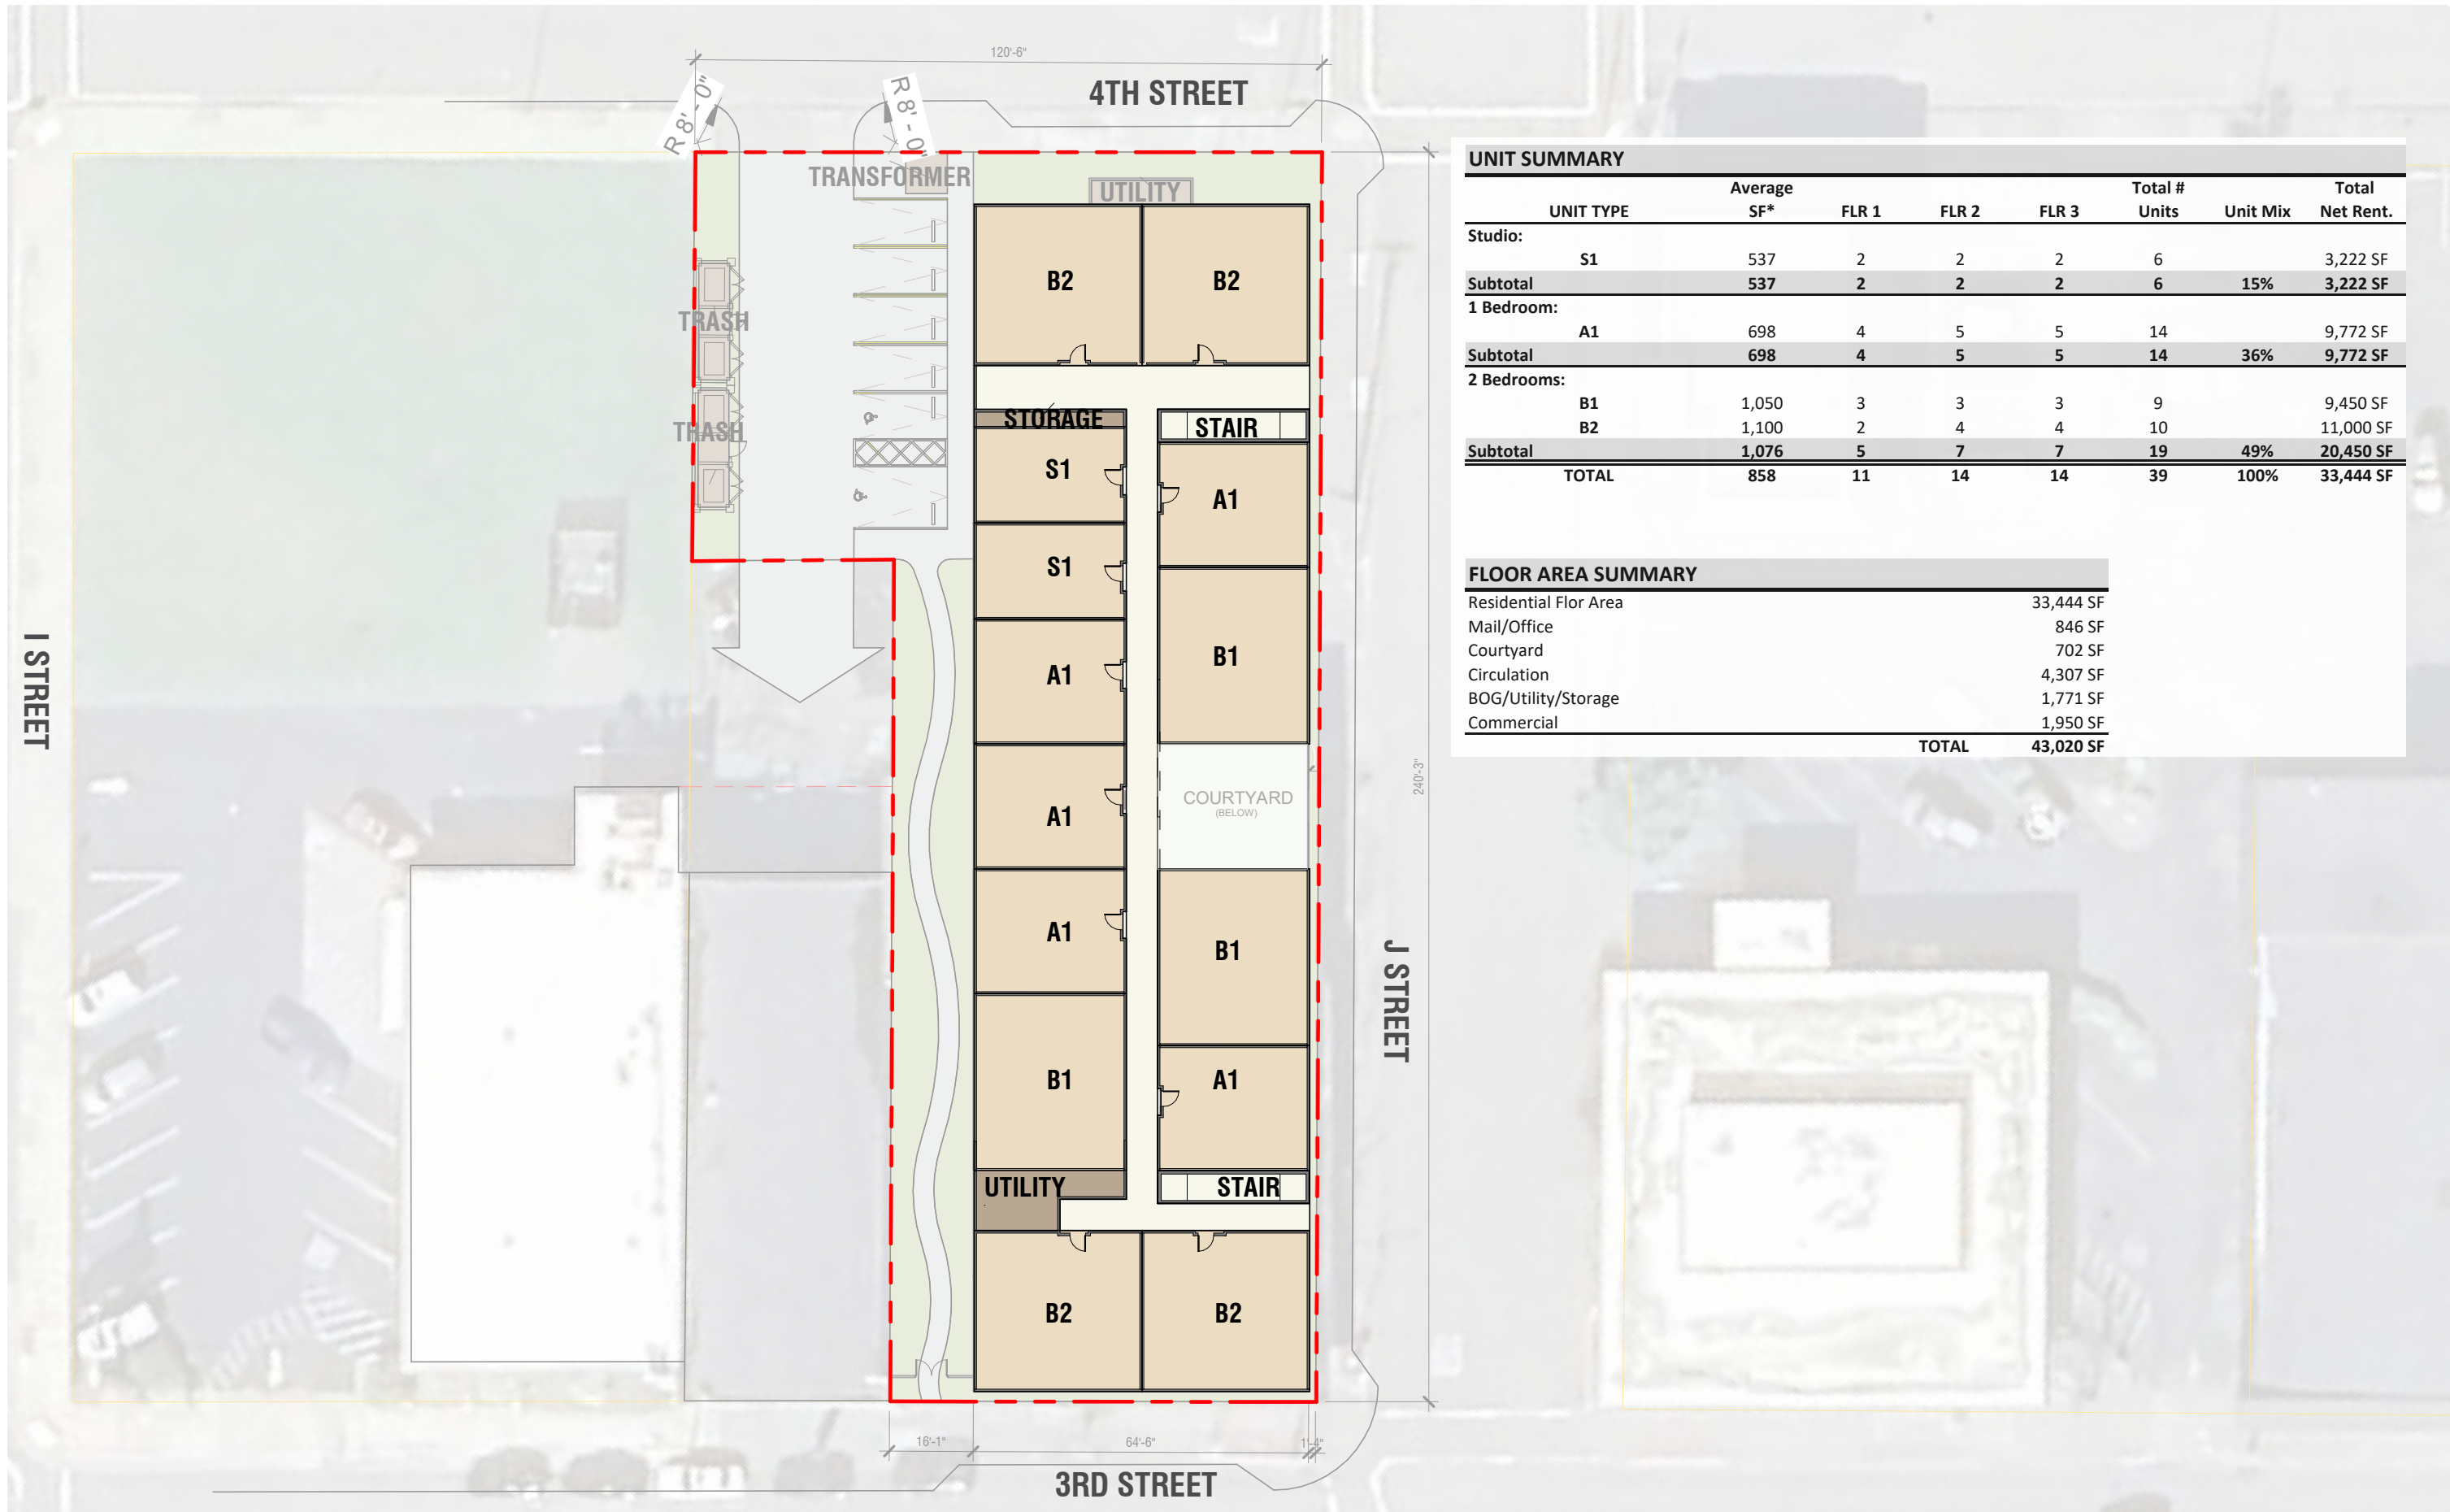 120'-6"
4TH STREET
R 8'-0"
R 8'-0"
TRANSFORMER
UTILITY
B2
B2
TRASH
STORAGE
STAIR
TRASH
S1
A1
S1
I STREET
A1
B1
A1
COURTYARD
(BELOW)
240'-3"
A1
B1
J STREET
B1
A1
UTILITY
STAIR
B2
B2
16'-1"
64'-6"
1'-4"
3RD STREET
UNIT SUMMARY
UNIT TYPE Average SF* FLR 1 FLR 2 FLR 3 Total # Units Unit Mix Total Net Rent.
Studio:
S1 537 2 2 2 6 3,222 SF
Subtotal 537 2 2 2 6 15% 3,222 SF
1 Bedroom:
A1 698 4 5 5 14 9,772 SF
Subtotal 698 4 5 5 14 36% 9,772 SF
2 Bedrooms:
B1 1,050 3 3 3 9 9,450 SF
B2 1,100 2 4 4 10 11,000 SF
Subtotal 1,076 5 7 7 19 49% 20,450 SF
TOTAL 858 11 14 14 39 100% 33,444 SF
FLOOR AREA SUMMARY
Residential Flor Area 33,444 SF
Mail/Office 846 SF
Courtyard 702 SF
Circulation 4,307 SF
BOG/Utility/Storage 1,771 SF
Commercial 1,950 SF
TOTAL 43,020 SF